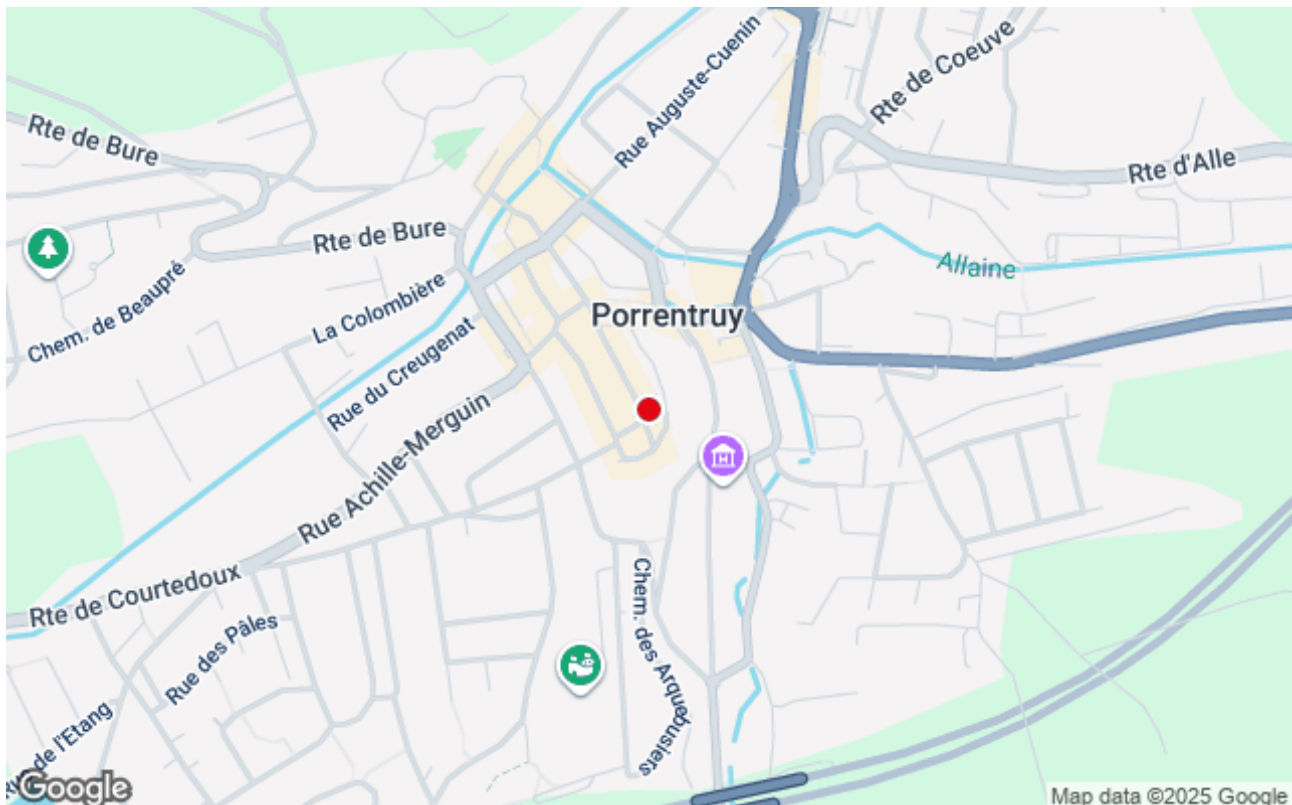 Rte de Coeuve
Rue Auguste-Cuenin
Rte de Bure
Rte d'Alle
Rte de Bure
Allaine
Chem. de Beaupré
La Colombière
Porrentruy
Rue du Creugenat
Rue Achille-Merguin
Rte de Courtedoux
Chem. des Arquebusiers
Rue des Pâles
de l'Etang
H
Google
Map data ©2025 Google